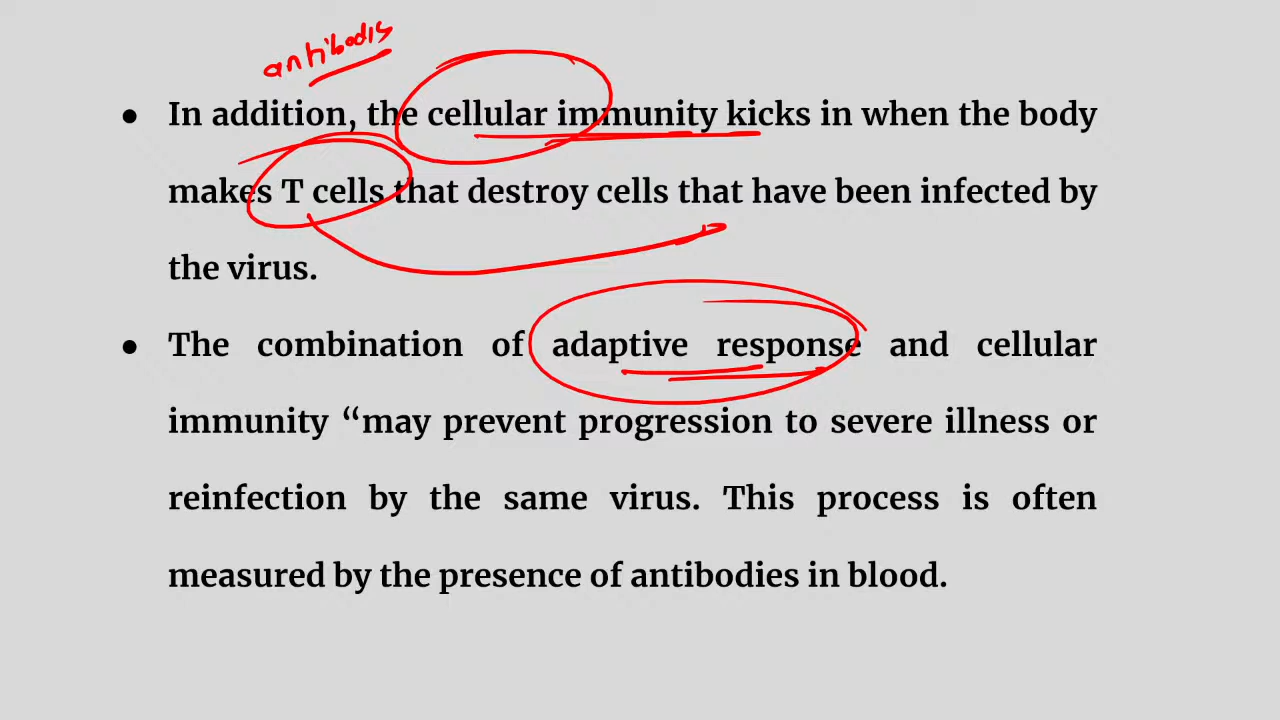 antibodis
● In addition, the cellular immunity kicks in when the body
makes T cells that destroy cells that have been infected by
the virus.
● The combination of adaptive response and cellular
immunity “may prevent progression to severe illness or
reinfection by the same virus. This process is often
measured by the presence of antibodies in blood.